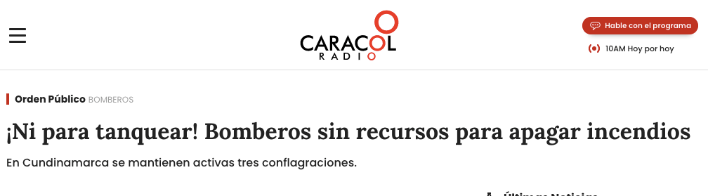 CARACOL
RADIO
Hable con el programa
10AM Hoy por hoy
Orden Público BOMBEROS
¡Ni para tanquear! Bomberos sin recursos para apagar incendios
En Cundinamarca se mantienen activas tres conflagraciones.